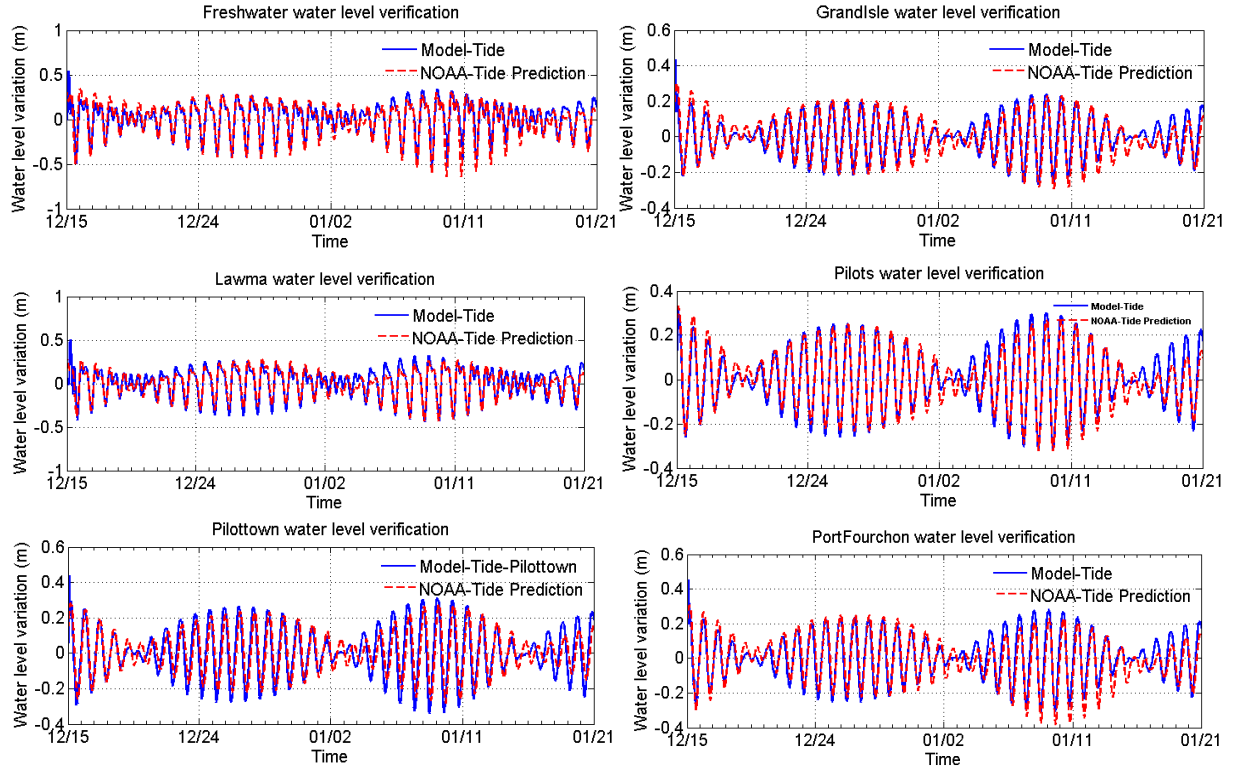 Freshwater water level verification
Water level variation (m)
1
0.5
0
-0.5
-1
Model-Tide
NOAA-Tide Prediction
12/15 12/24 01/02 01/11 01/21
Time
GrandIsle water level verification
Water level variation (m)
0.6
0.4
0.2
0
-0.2
-0.4
Model-Tide
NOAA-Tide Prediction
12/15 12/24 01/02 01/11 01/21
Time
Lawma water level verification
Water level variation (m)
1
0.5
0
-0.5
-1
Model-Tide
NOAA-Tide Prediction
12/15 12/24 01/02 01/11 01/21
Time
Pilots water level verification
Water level variation (m)
0.4
0.2
0
-0.2
-0.4
Model-Tide
NOAA-Tide Prediction
12/15 12/24 01/02 01/11 01/21
Time
Pilottown water level verification
Water level variation (m)
0.6
0.4
0.2
0
-0.2
-0.4
Model-Tide-Pilottown
NOAA-Tide Prediction
12/15 12/24 01/02 01/11 01/21
Time
PortFourchon water level verification
Water level variation (m)
0.6
0.4
0.2
0
-0.2
-0.4
Model-Tide
NOAA-Tide Prediction
12/15 12/24 01/02 01/11 01/21
Time